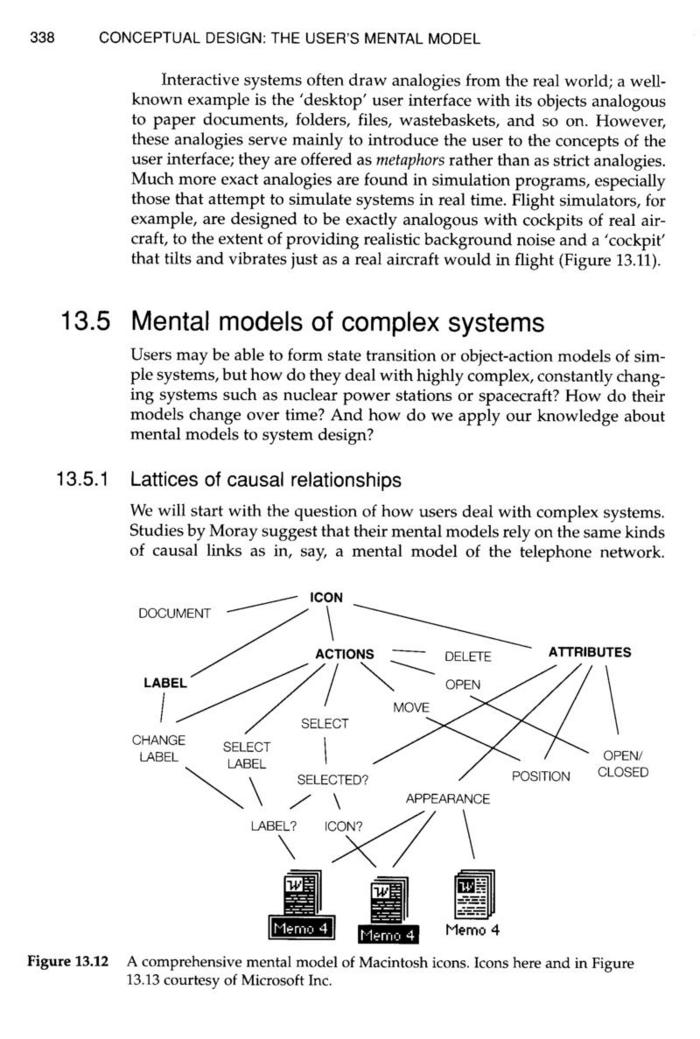 338 CONCEPTUAL DESIGN: THE USER'S MENTAL MODEL
Interactive systems often draw analogies from the real world; a well-
known example is the 'desktop' user interface with its objects analogous
to paper documents, folders, files, wastebaskets, and so on. However,
these analogies serve mainly to introduce the user to the concepts of the
user interface; they are offered as metaphors rather than as strict analogies.
Much more exact analogies are found in simulation programs, especially
those that attempt to simulate systems in real time. Flight simulators, for
example, are designed to be exactly analogous with cockpits of real air-
craft, to the extent of providing realistic background noise and a 'cockpit'
that tilts and vibrates just as a real aircraft would in flight (Figure 13.11).
13.5 Mental models of complex systems
Users may be able to form state transition or object-action models of sim-
ple systems, but how do they deal with highly complex, constantly chang-
ing systems such as nuclear power stations or spacecraft? How do their
models change over time? And how do we apply our knowledge about
mental models to system design?
13.5.1 Lattices of causal relationships
We will start with the question of how users deal with complex systems.
Studies by Moray suggest that their mental models rely on the same kinds
of causal links as in, say, a mental model of the telephone network.
ICON
DOCUMENT
ACTIONS
DELETE
ATTRIBUTES
LABEL
OPEN
MOVE
SELECT
CHANGE
LABEL
SELECT
LABEL
OPEN/
CLOSED
SELECTED?
POSITION
APPEARANCE
LABEL?
ICON?
W
W
W
Memo 4
Memo 4
Memo 4
Figure 13.12 A comprehensive mental model of Macintosh icons. Icons here and in Figure
13.13 courtesy of Microsoft Inc.